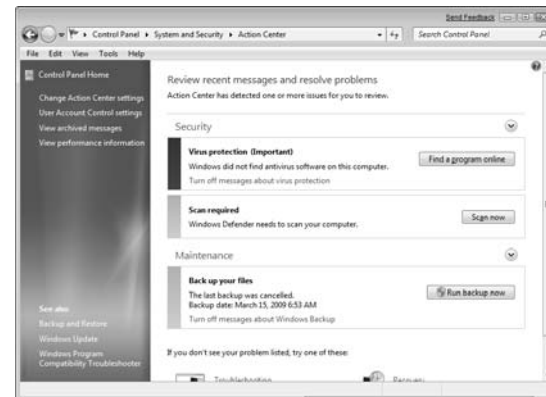 Send Feedback
Control Panel ▸ System and Security ▸ Action Center
Search Control Panel
File Edit View Tools Help
Control Panel Home
Change Action Center settings
User Account Control settings
View archived messages
View performance information
See also
Backup and Restore
Windows Update
Windows Program
Compatibility Troubleshooter
Review recent messages and resolve problems
Action Center has detected one or more issues for you to review.
Security
Virus protection (Important)
Windows did not find antivirus software on this computer.
Turn off messages about virus protection
Find a program online
Scan required
Windows Defender needs to scan your computer.
Scan now
Maintenance
Back up your files
The last backup was cancelled.
Backup date: March 15, 2009 6:53 AM
Turn off messages about Windows Backup
Run backup now
If you don't see your problem listed, try one of these:
Troubleshooting
Recovery